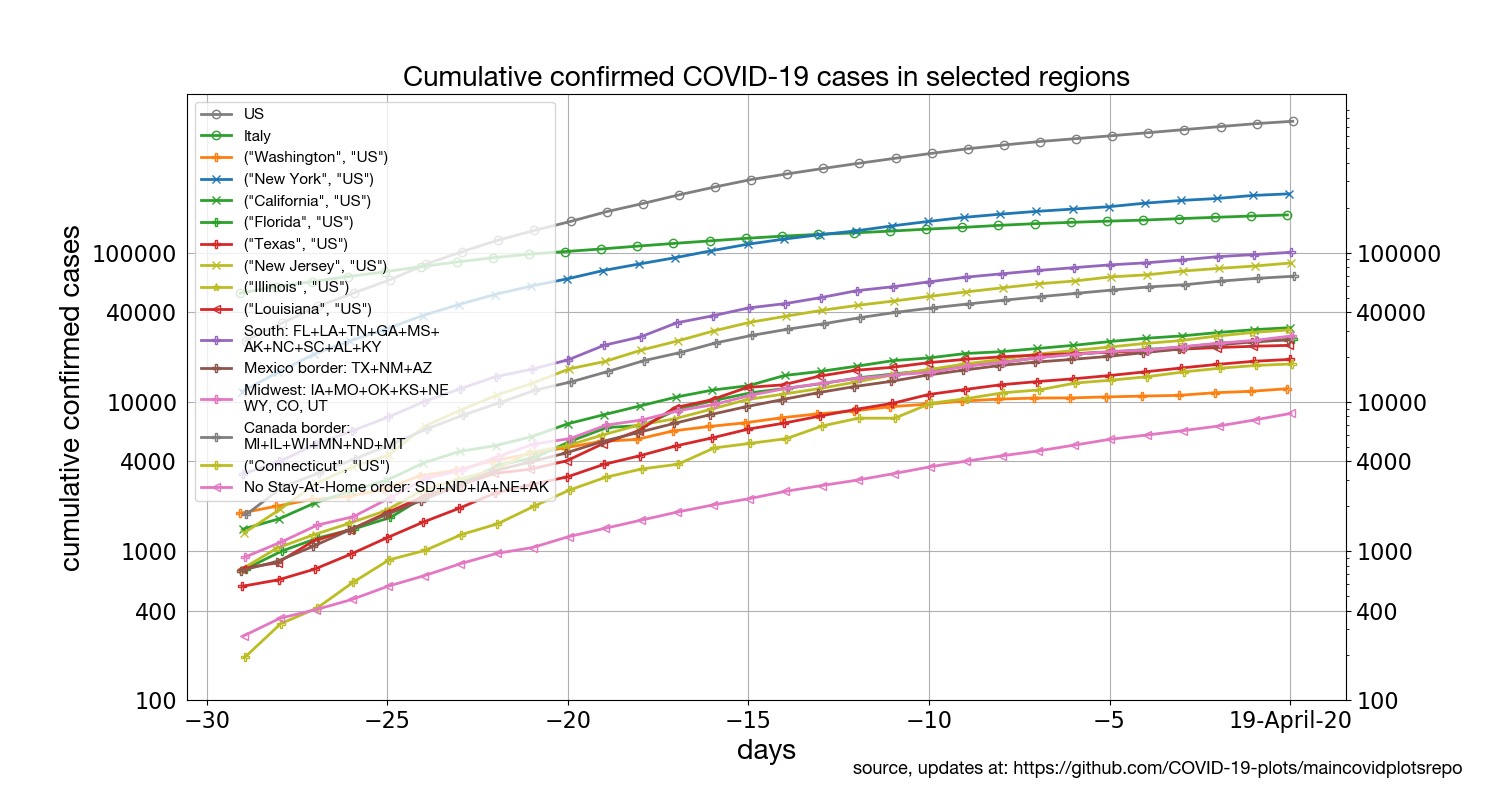 Cumulative confirmed COVID-19 cases in selected regions
US
Italy
("Washington", "US")
("New York", "US")
("California", "US")
("Florida", "US")
("Texas", "US")
("New Jersey", "US")
("Illinois", "US")
("Louisiana", "US")
South: FL+LA+TN+GA+MS+
AK+NC+SC+AL+KY
Mexico border: TX+NM+AZ
Midwest: IA+MO+OK+KS+NE
WY, CO, UT
Canada border:
MI+IL+WI+MN+ND+MT
("Connecticut", "US")
No Stay-At-Home order: SD+ND+IA+NE+AK
cumulative confirmed cases
100000
40000
10000
4000
1000
400
100
100000
40000
10000
4000
1000
400
100
−30
−25
−20
−15
−10
−5
19-April-20
days
source, updates at: https://github.com/COVID-19-plots/maincovidplotsrepo